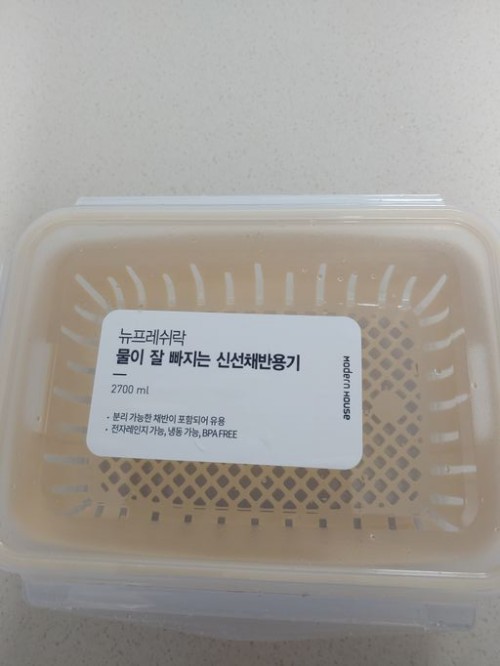 뉴프레쉬락
물이 잘 빠지는 신선채반용기
2700 ml
- 분리 가능한 채반이 포함되어 유용
- 전자레인지 가능, 냉동 가능, BPA FREE
Modern House